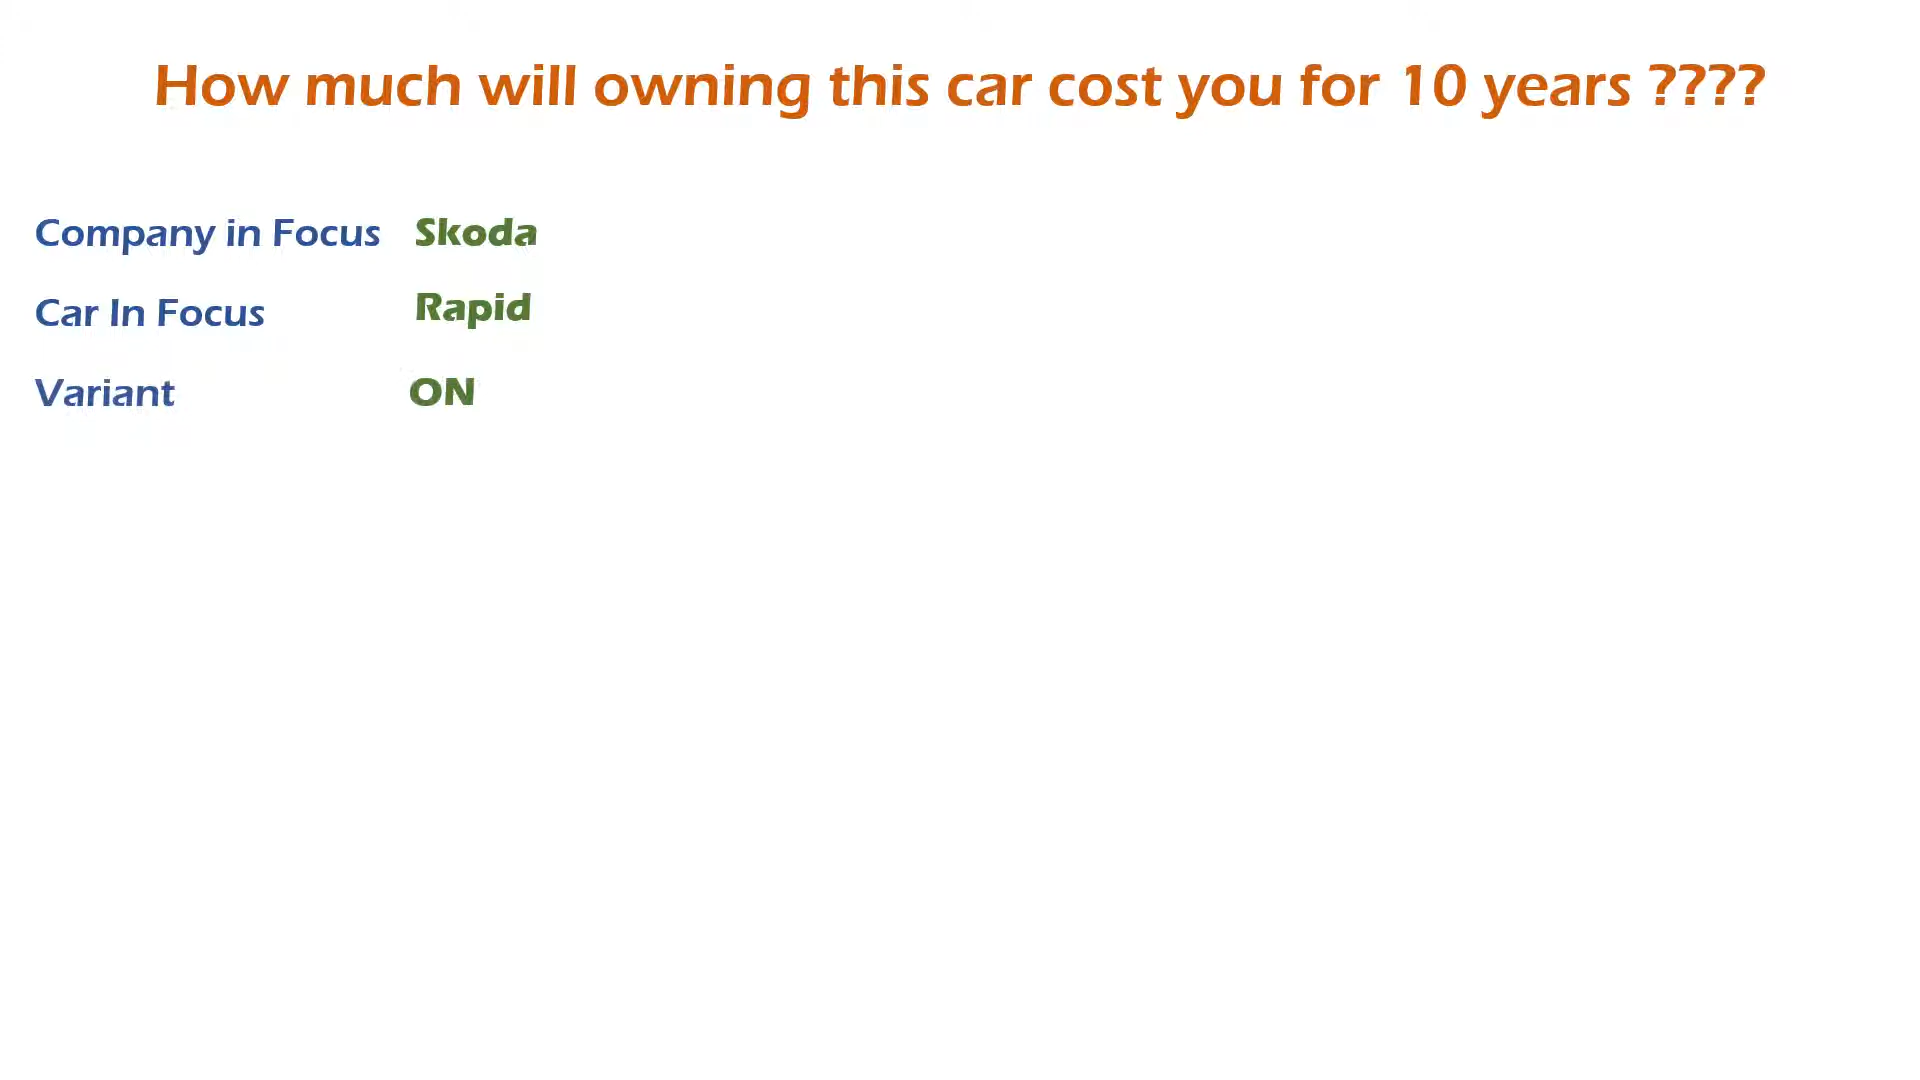 How much will owning this car cost you for 10 years ????
Company in Focus Skoda
Car In Focus Rapid
Variant ON